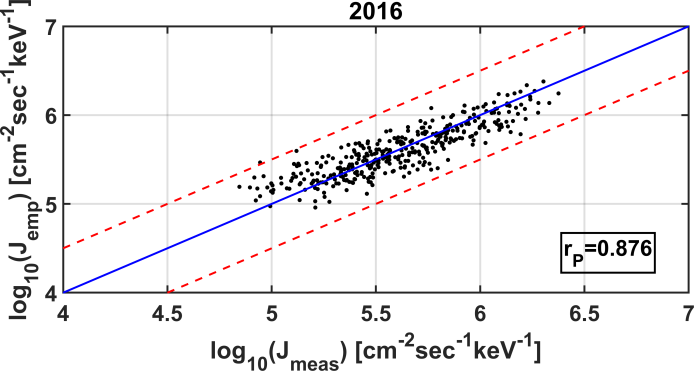 2016
log10(Jemp) [cm-2sec-1keV-1]
7
6
5
4
rP=0.876
4 4.5 5 5.5 6 6.5 7
log10(Jmeas) [cm-2sec-1keV-1]